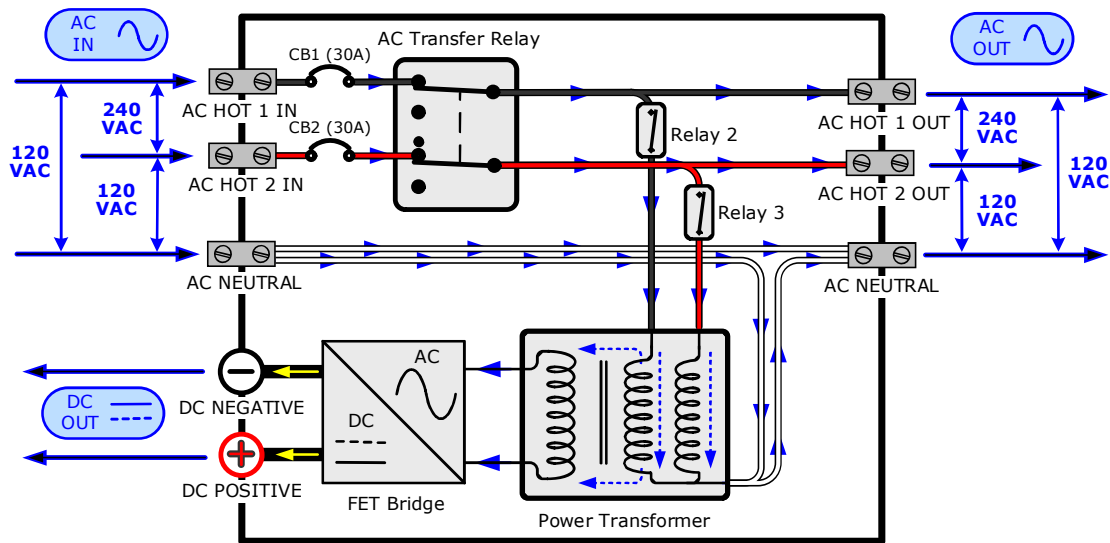 AC
IN
AC Transfer Relay
AC
OUT
CB1 (30A)
AC HOT 1 IN
240
VAC
120
VAC
CB2 (30A)
AC HOT 2 IN
120
VAC
AC NEUTRAL
Relay 2
Relay 3
AC HOT 1 OUT
240
VAC
120
VAC
AC HOT 2 OUT
120
VAC
AC NEUTRAL
DC NEGATIVE
DC
OUT
DC POSITIVE
AC
DC
FET Bridge
Power Transformer